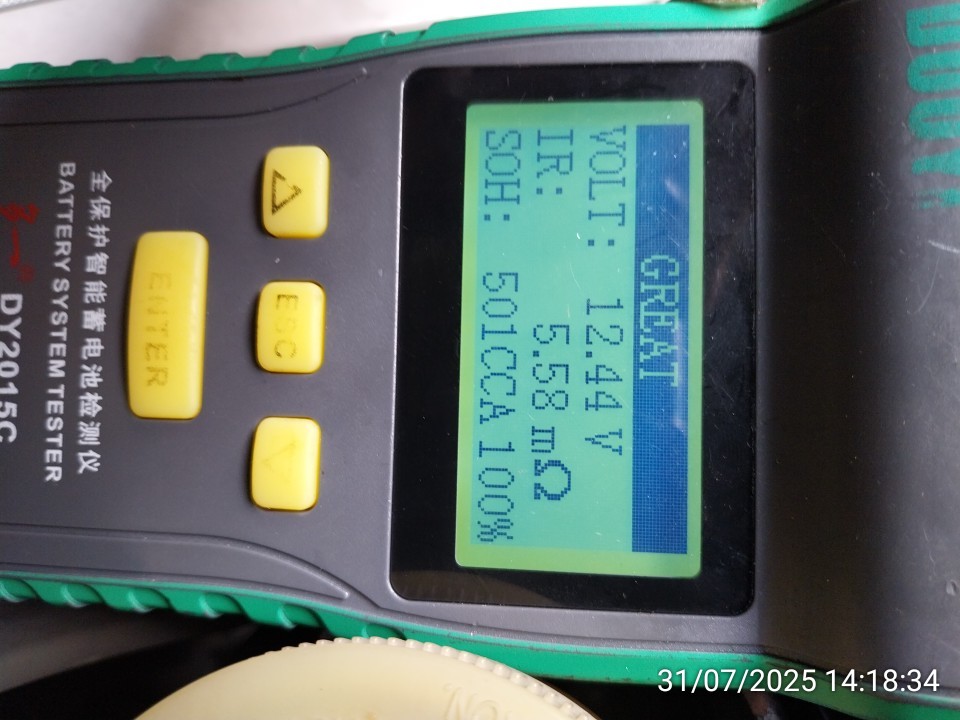 DUOYI
GREAT
VOLT: 12.44 V
IR: 5.58 mΩ
SOH: 501CCA 100%
ESC
ENTER
全保护智能蓄电池检测仪
BATTERY SYSTEM TESTER
DY2015C
31/07/2025 14:18:34